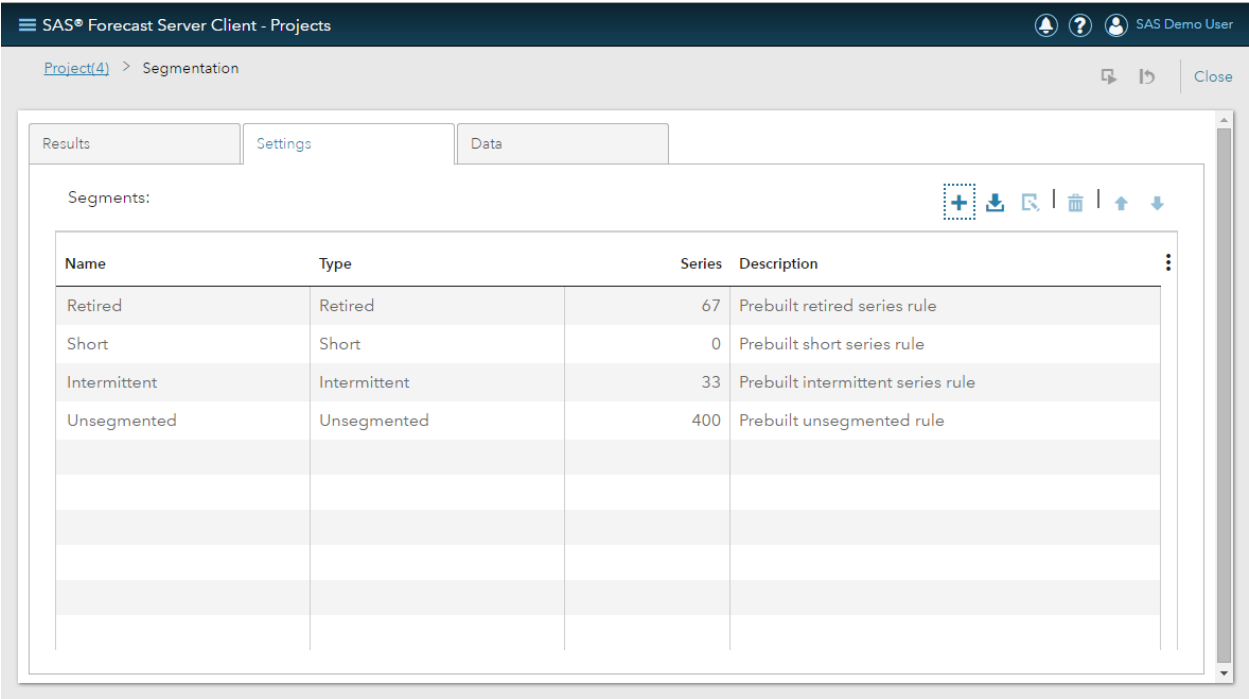 SAS® Forecast Server Client - Projects
SAS Demo User
Project(4) > Segmentation
Close
Results Settings Data
Segments:
Name Type Series Description
Retired Retired 67 Prebuilt retired series rule
Short Short 0 Prebuilt short series rule
Intermittent Intermittent 33 Prebuilt intermittent series rule
Unsegmented Unsegmented 400 Prebuilt unsegmented rule